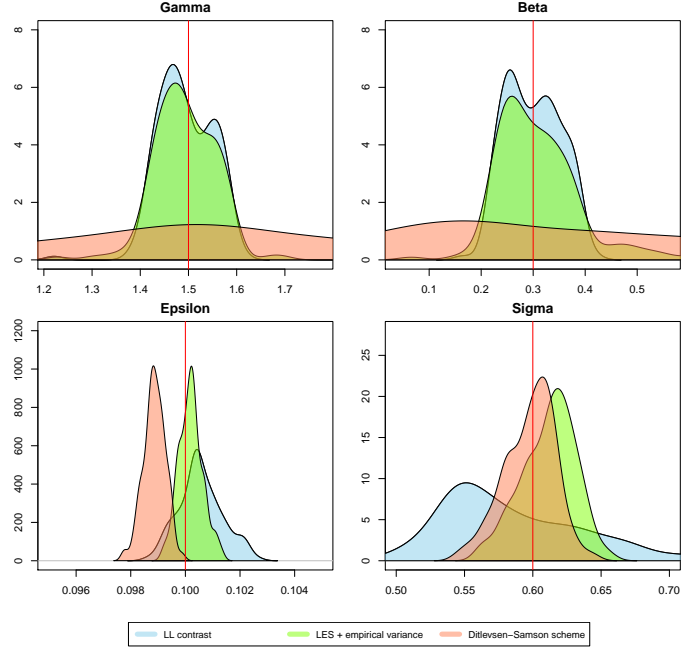 Gamma
Beta
0 2 4 6 8
0 2 4 6 8
1.2 1.3 1.4 1.5 1.6 1.7
0.1 0.2 0.3 0.4 0.5
Epsilon
Sigma
0 200 400 600 800 1000 1200
0 5 10 15 20 25
0.096 0.098 0.100 0.102 0.104
0.50 0.55 0.60 0.65 0.70
LL contrast LES + empirical variance Ditlevsen−Samson scheme